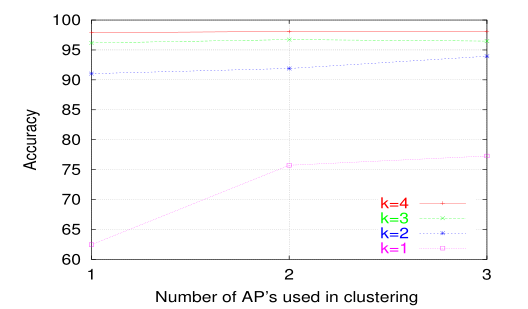 100
95
90
85
80
75
70
65
60
Accuracy
k=4
k=3
k=2
k=1
1 2 3
Number of AP's used in clustering